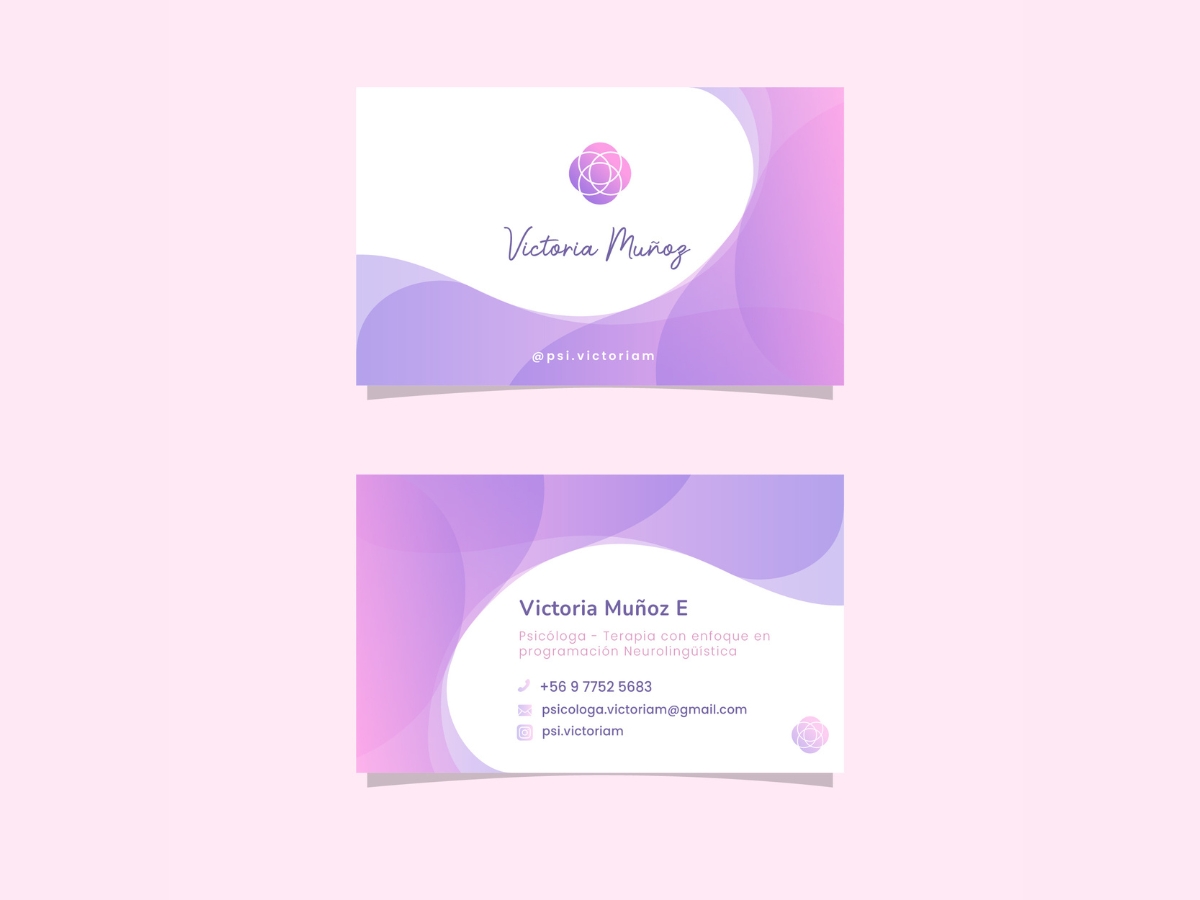 Victoria Muñoz
@psi.victoriam
Victoria Muñoz E
Psicóloga - Terapia con enfoque en
programación Neurolingüística
+56 9 7752 5683
psicologa.victoriam@gmail.com
psi.victoriam